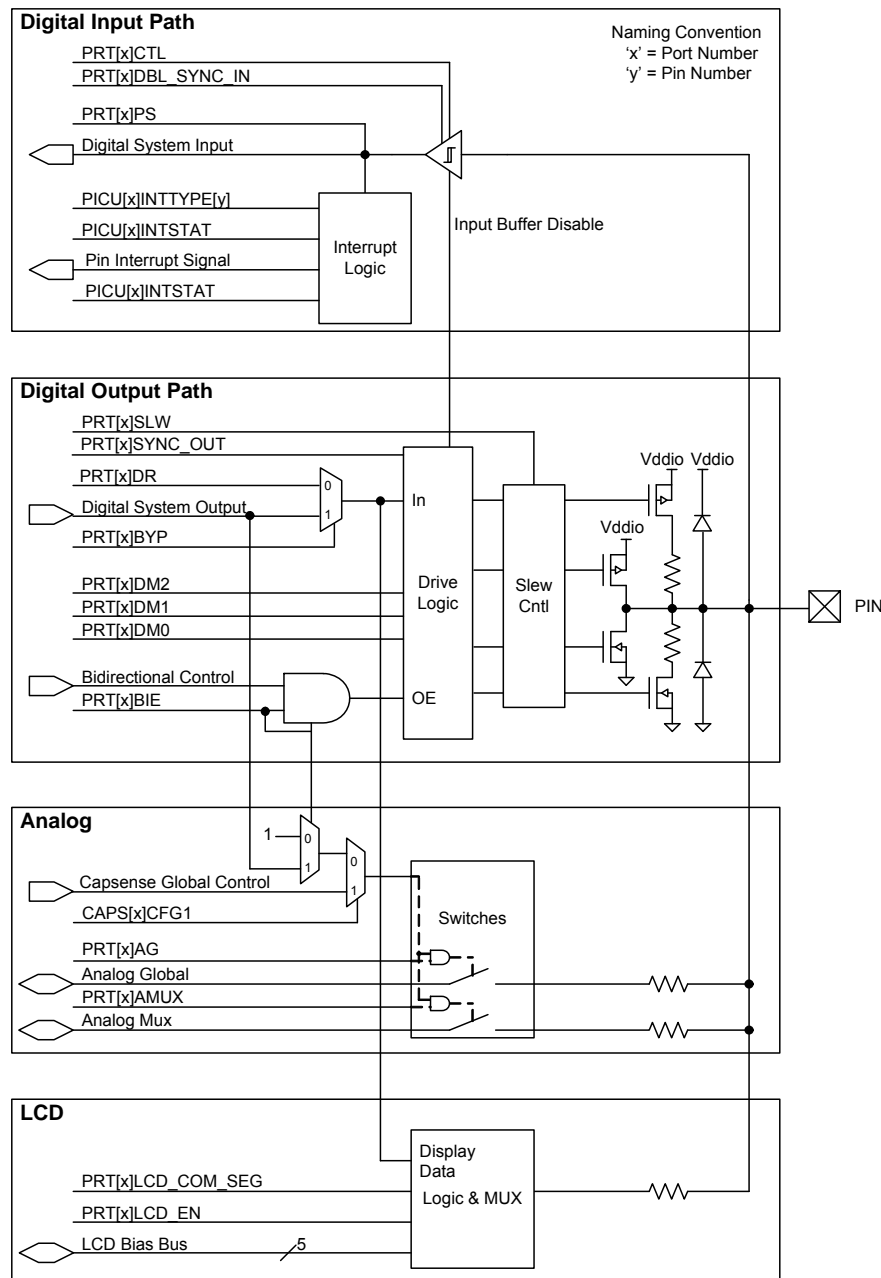 Digital Input Path
Naming Convention
'x' = Port Number
'y' = Pin Number
PRT[x]CTL
PRT[x]DBL_SYNC_IN
PRT[x]PS
Digital System Input
PICU[x]INTTYPE[y]
PICU[x]INTSTAT
Pin Interrupt Signal
PICU[x]INTSTAT
Interrupt
Logic
Input Buffer Disable
Digital Output Path
PRT[x]SLW
PRT[x]SYNC_OUT
PRT[x]DR
Digital System Output
PRT[x]BYP
0
1
PRT[x]DM2
PRT[x]DM1
PRT[x]DM0
Bidirectional Control
PRT[x]BIE
In
Drive
Logic
OE
Slew
Cntl
Vddio
Vddio
Vddio
PIN
Analog
1
0
1
0
1
Capsense Global Control
CAPS[x]CFG1
Switches
PRT[x]AG
Analog Global
PRT[x]AMUX
Analog Mux
LCD
Display
Data
Logic & MUX
PRT[x]LCD_COM_SEG
PRT[x]LCD_EN
LCD Bias Bus
5